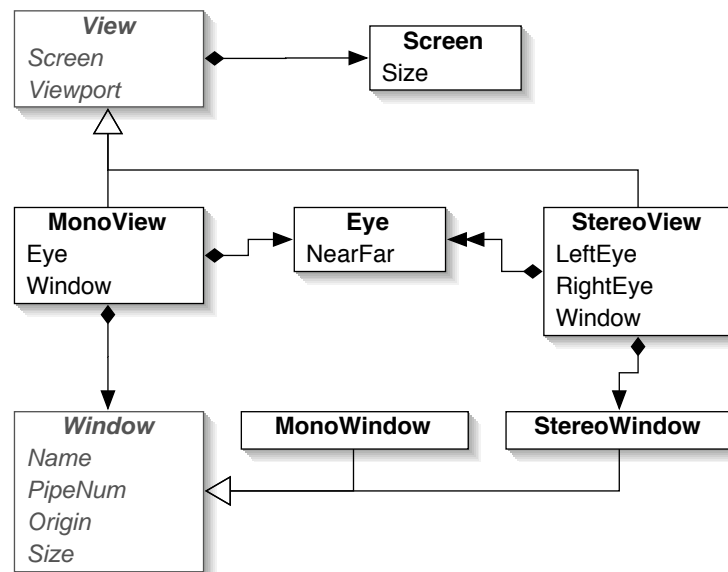 View
Screen
Viewport
Screen
Size
MonoView
Eye
Window
Eye
NearFar
StereoView
LeftEye
RightEye
Window
Window
Name
PipeNum
Origin
Size
MonoWindow
StereoWindow